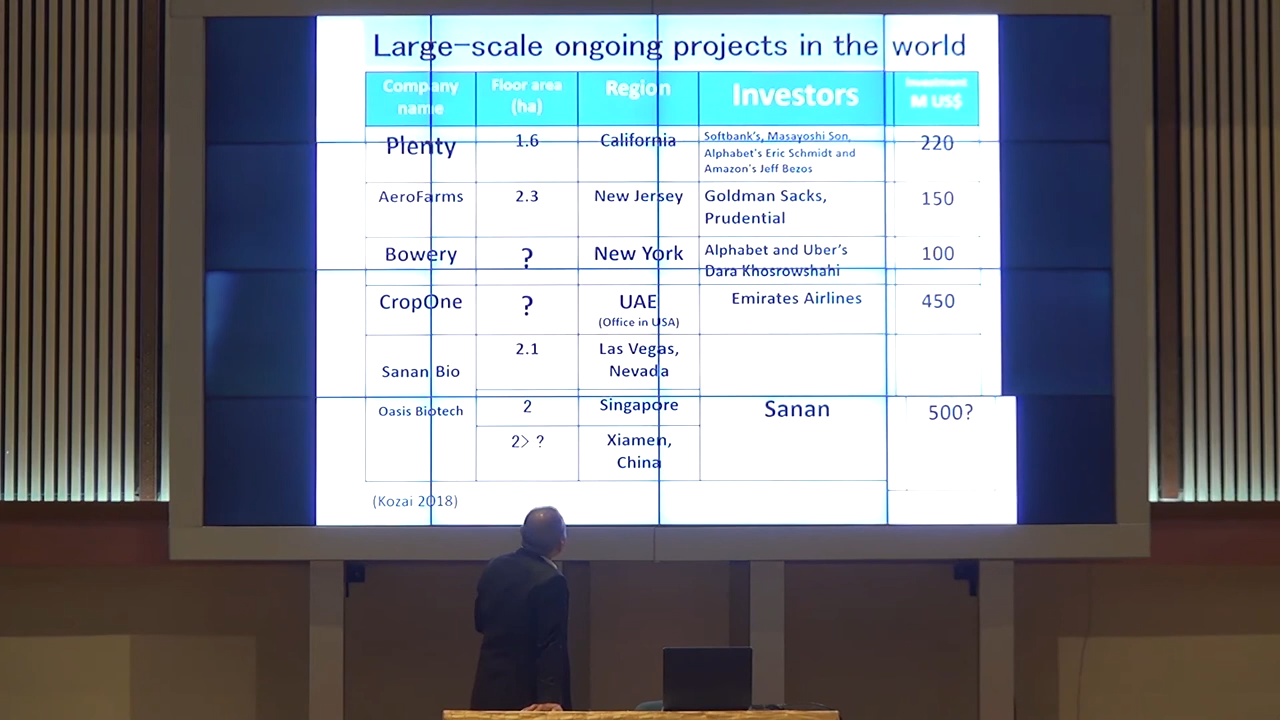 Large-scale ongoing projects in the world
Company name
Floor area (ha)
Region
Investors
Investment M US$
Plenty
1.6
California
Softbank's, Masayoshi Son,
Alphabet's Eric Schmidt and
Amazon's Jeff Bezos
220
AeroFarms
2.3
New Jersey
Goldman Sacks,
Prudential
150
Bowery
?
New York
Alphabet and Uber's
Dara Khosrowshahi
100
CropOne
?
UAE
(Office in USA)
Emirates Airlines
450
Sanan Bio
2.1
Las Vegas,
Nevada
Oasis Biotech
2
Singapore
Sanan
500?
2> ?
Xiamen,
China
(Kozai 2018)